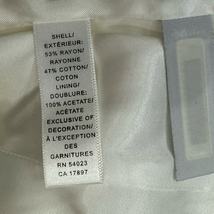 SHELL/
EXTÉRIEUR:
53% RAYON/
RAYONNE
47% COTTON/
COTON
LINING/
DOUBLURE:
100% ACETATE/
ACÉTATE
EXCLUSIVE OF
DECORATION/
À L'EXCEPTION
DES
GARNITURES
RN 54023
CA 17897